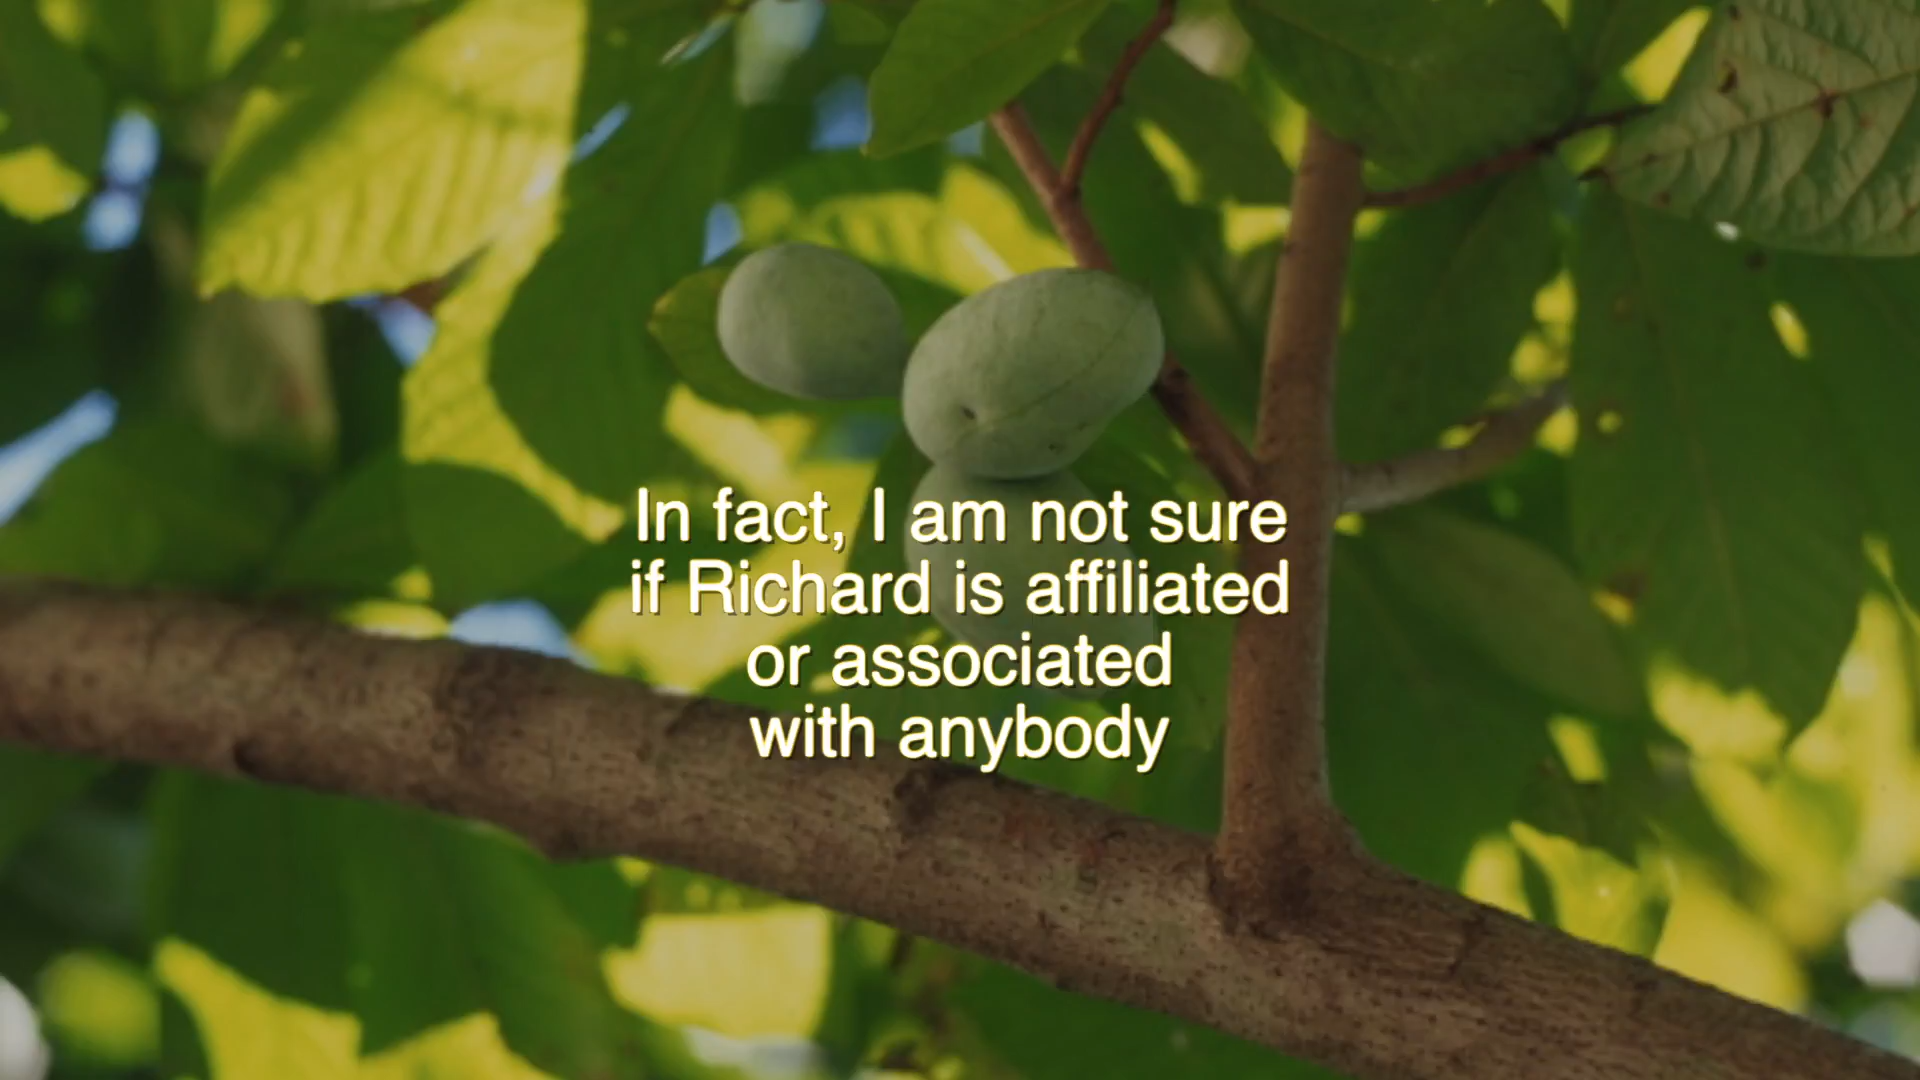 In fact, I am not sure
if Richard is affiliated
or associated
with anybody